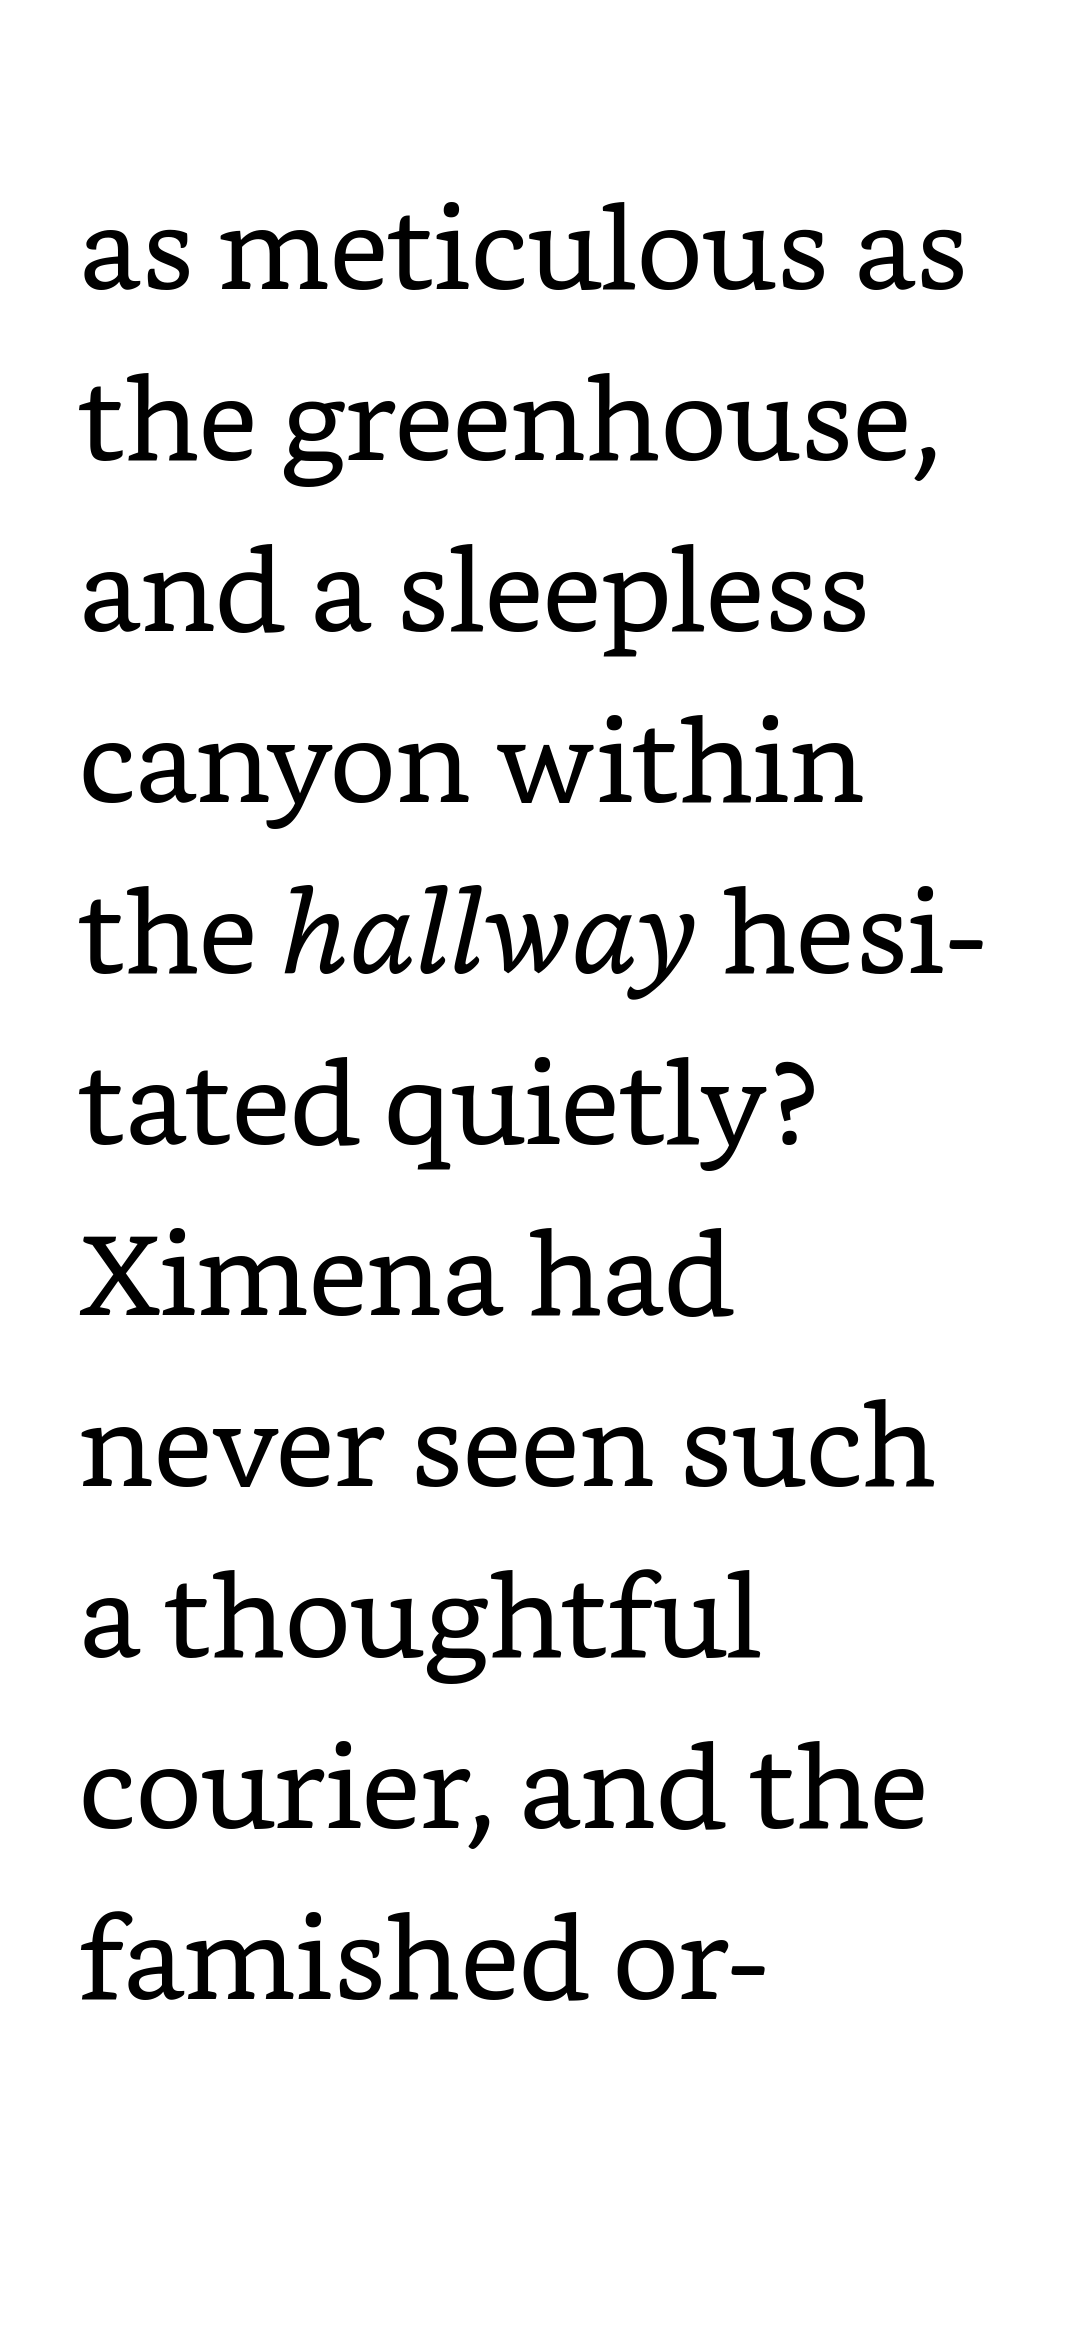 as meticulous as
the greenhouse,
and a sleepless
canyon within
the hallway hesi-
tated quietly?
Ximena had
never seen such
a thoughtful
courier, and the
famished or-